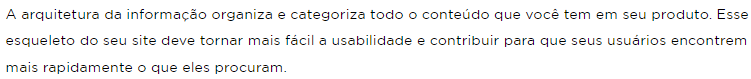 A arquitetura da informação organiza e categoriza todo o conteúdo que você tem em seu produto. Esse
esqueleto do seu site deve tornar mais fácil a usabilidade e contribuir para que seus usuários encontrem
mais rapidamente o que eles procuram.